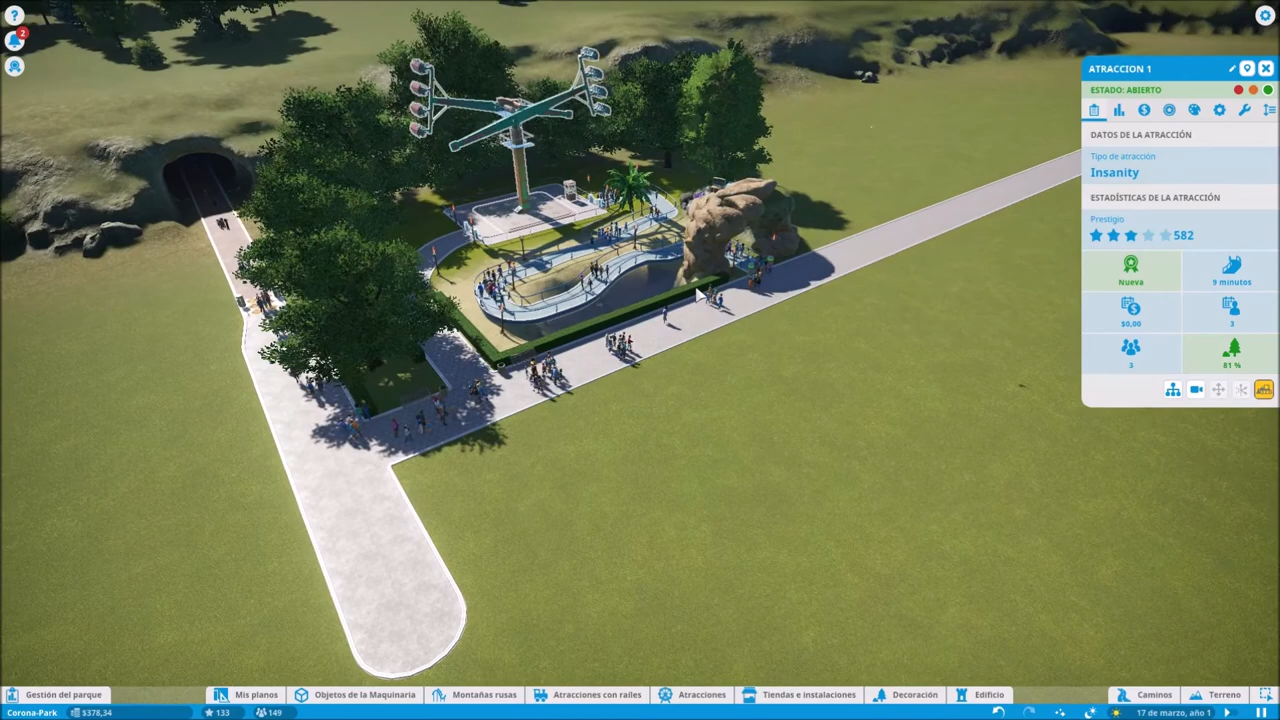 ?
2
ATRACCION 1
ESTADO: ABIERTO
DATOS DE LA ATRACCIÓN
Tipo de atracción
Insanity
ESTADÍSTICAS DE LA ATRACCIÓN
Prestigio
582
Nueva
9 minutos
$0,00
3
3
81 %
Gestión del parque
Mis planos
Objetos de la Maquinaria
Montañas rusas
Atracciones con raíles
Atracciones
Tiendas e instalaciones
Decoración
Edificio
Caminos
Terreno
Corona-Park
$378,34
133
149
17 de marzo, año 1